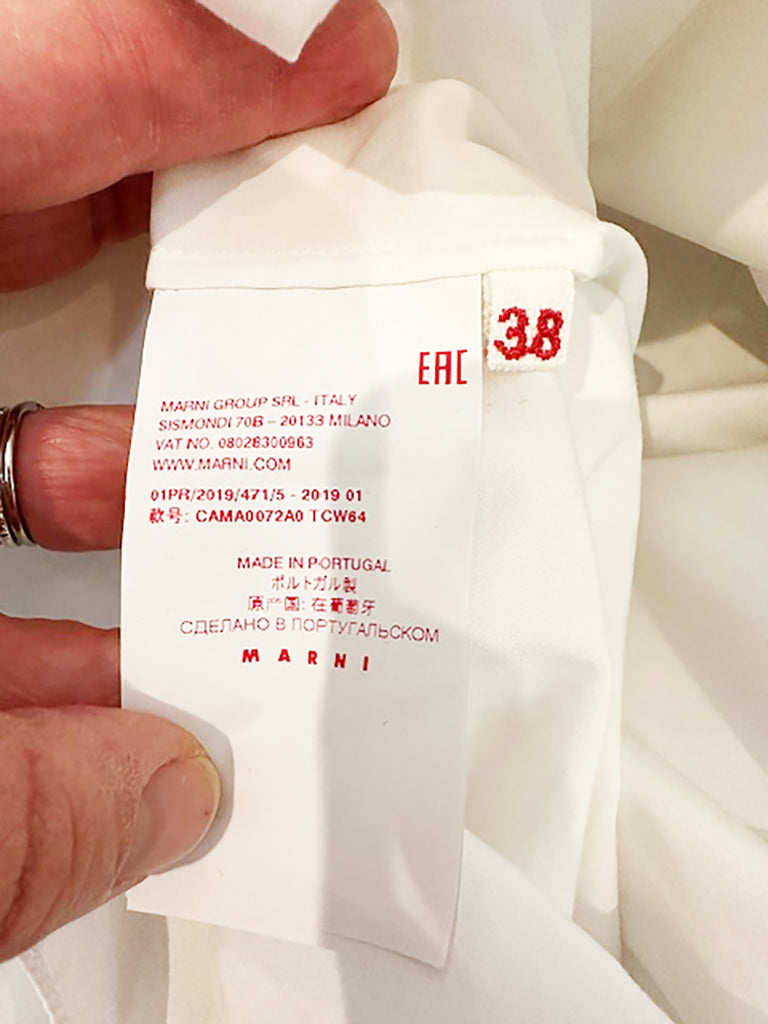 38
EAC
MARNI GROUP SRL - ITALY
SISMONDI 70B - 20133 MILANO
VAT NO. 08028300963
WWW.MARNI.COM
01PR/2019/471/5 - 2019 01
款号: CAMA0072A0 TCW64
MADE IN PORTUGAL
ポルトガル製
原产国: 在葡萄牙
СДЕЛАНО В ПОРТУГАЛЬСКОМ
MARNI